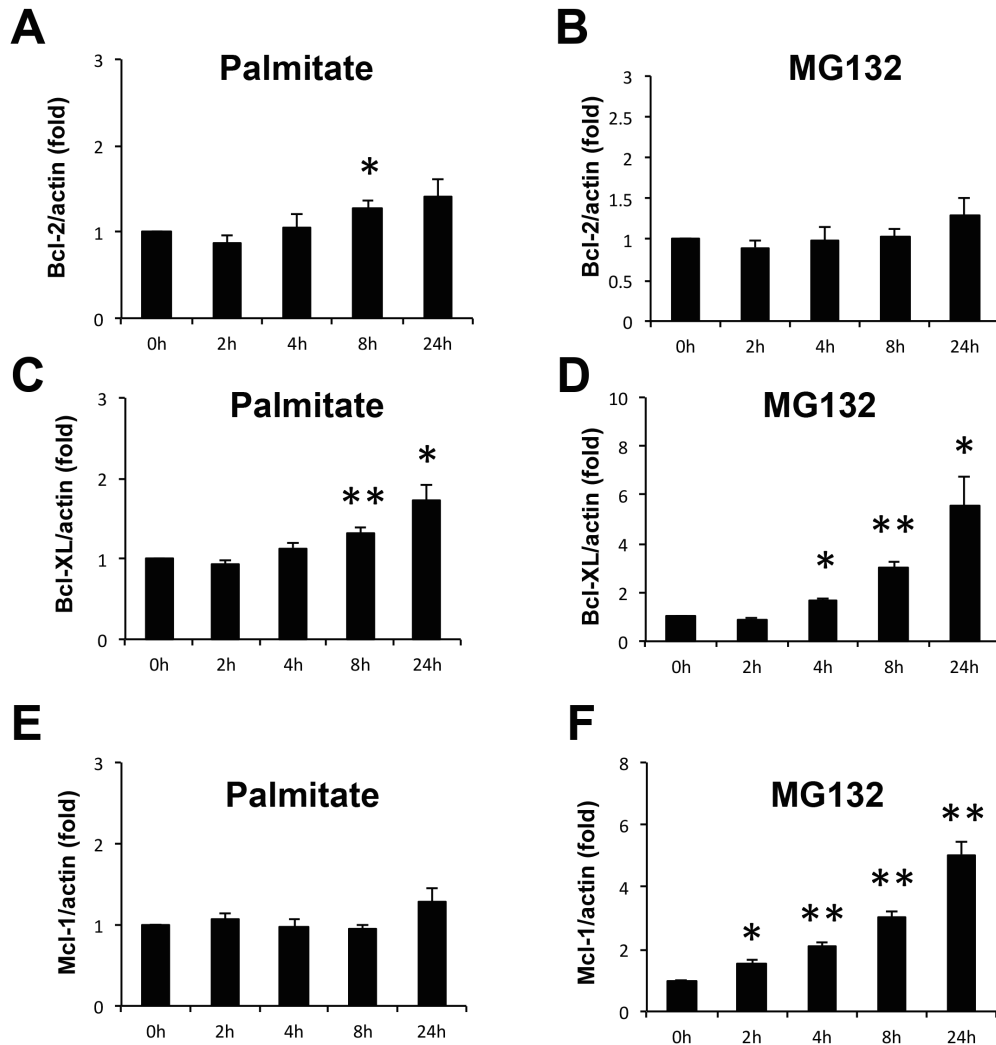 A
Palmitate
Bcl-2/actin (fold)
3
2
1
0
*
0h 2h 4h 8h 24h
B
MG132
Bcl-2/actin (fold)
3
2.5
2
1.5
1
0.5
0
0h 2h 4h 8h 24h
C
Palmitate
Bcl-XL/actin (fold)
3
2
1
0
** *
0h 2h 4h 8h 24h
D
MG132
Bcl-XL/actin (fold)
10
8
6
4
2
0
* ** *
0h 2h 4h 8h 24h
E
Palmitate
Mcl-1/actin (fold)
3
2
1
0
0h 2h 4h 8h 24h
F
MG132
Mcl-1/actin (fold)
8
6
4
2
0
* ** ** **
0h 2h 4h 8h 24h